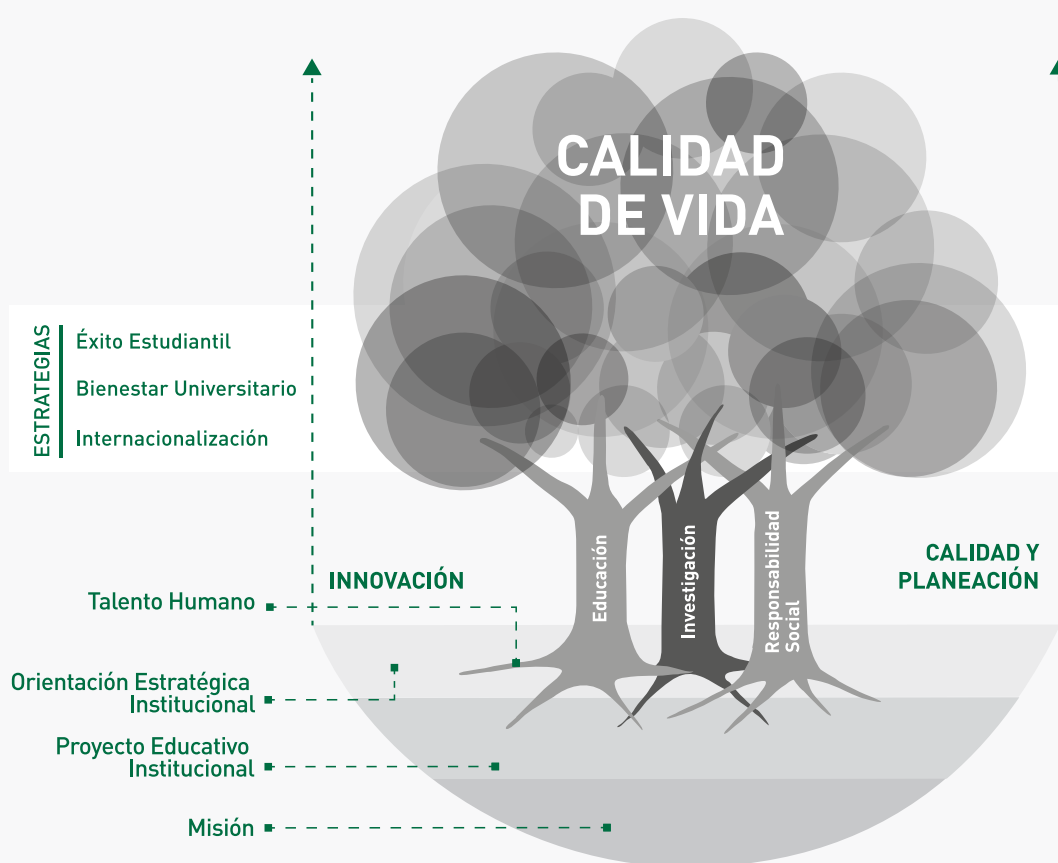 CALIDAD
DE VIDA
ESTRATEGIAS
Éxito Estudiantil
Bienestar Universitario
Internacionalización
Educación
Investigación
Responsabilidad
Social
INNOVACIÓN
CALIDAD Y
PLANEACIÓN
Talento Humano
Orientación Estratégica
Institucional
Proyecto Educativo
Institucional
Misión